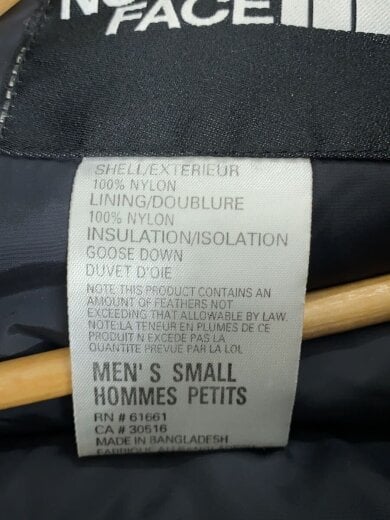 FACE
SHELL/EXTERIEUR
100% NYLON
LINING/DOUBLURE
100% NYLON
INSULATION/ISOLATION
GOOSE DOWN
DUVET D'OIE
NOTE THIS PRODUCT CONTAINS AN
AMOUNT OF FEATHERS NOT
EXCEEDING THAT ALLOWABLE BY LAW.
NOTE:LA TENEUR EN PLUMES DE CE
PRODUIT N EXCEDE PAS LA
QUANTITE PREVUE PAR LA LOL
MEN' S SMALL
HOMMES PETITS
RN # 61661
CA # 30516
MADE IN BANGLADESH